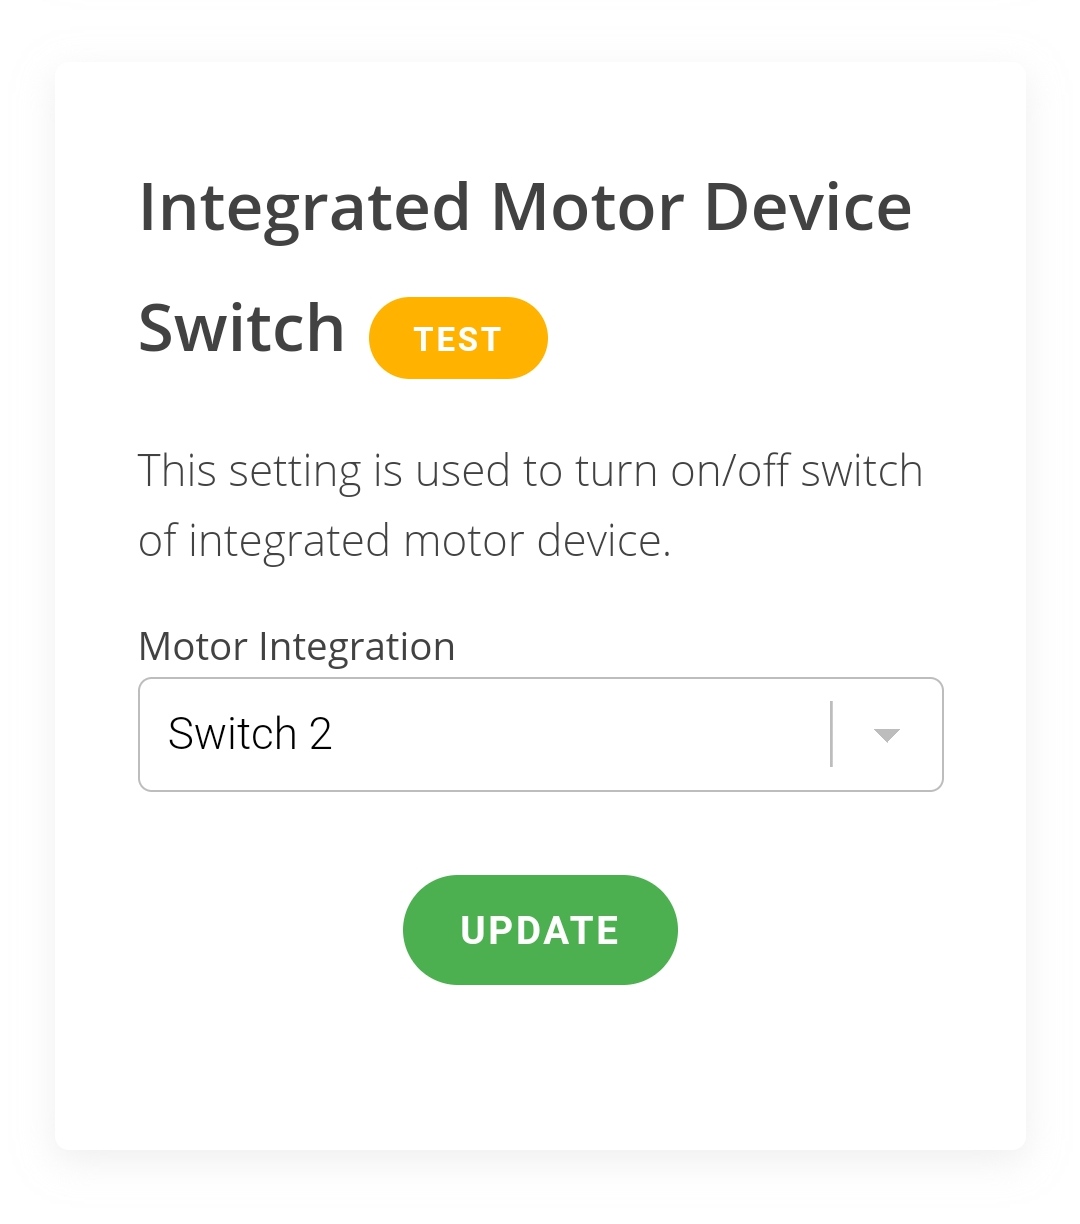 Integrated Motor Device
Switch TEST
This setting is used to turn on/off switch
of integrated motor device.
Motor Integration
Switch 2
UPDATE